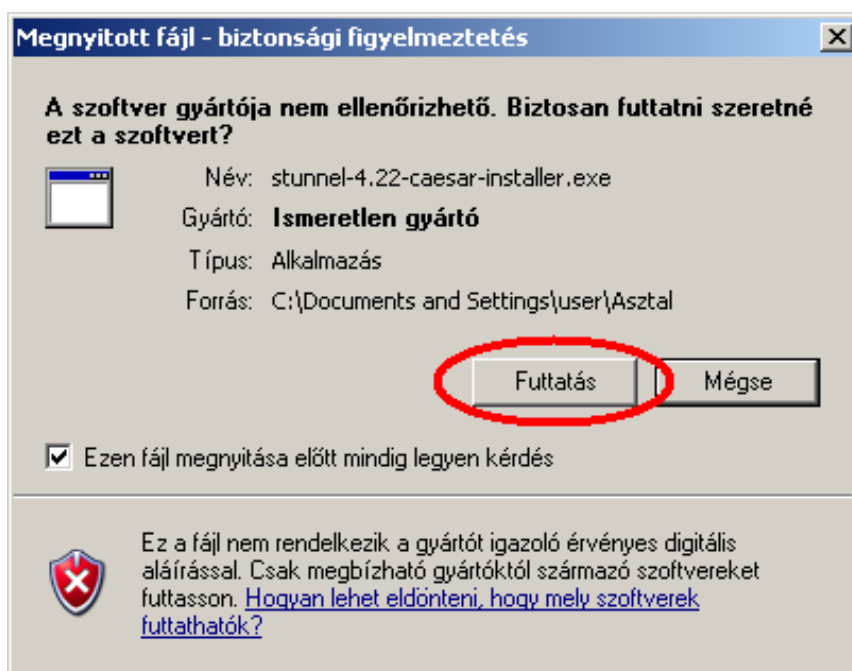 Megnyitott fájl - biztonsági figyelmeztetés
A szoftver gyártója nem ellenőrizhető. Biztosan futtatni szeretné
ezt a szoftvert?
Név: stunnel-4.22-caesar-installer.exe
Gyártó: Ismeretlen gyártó
Típus: Alkalmazás
Forrás: C:\Documents and Settings\user\Asztal
Futtatás Mégse
Ezen fájl megnyitása előtt mindig legyen kérdés
Ez a fájl nem rendelkezik a gyártót igazoló érvényes digitális
aláírással. Csak megbízható gyártóktól származó szoftvereket
futtasson. Hogyan lehet eldönteni, hogy mely szoftverek
futtathatók?